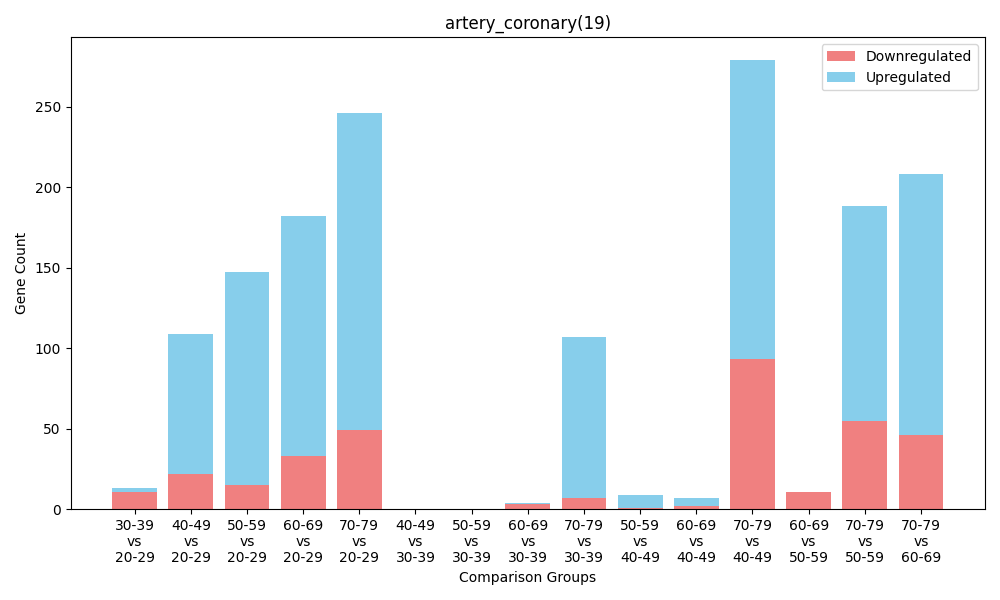 artery_coronary(19)
Downregulated
Upregulated
Gene Count
250
200
150
100
50
0
30-39 40-49 50-59 60-69 70-79 40-49 50-59 60-69 70-79 50-59 60-69 70-79 60-69 70-79 70-79
vs vs vs vs vs vs vs vs vs vs vs vs vs vs vs
20-29 20-29 20-29 20-29 20-29 30-39 30-39 30-39 30-39 40-49 40-49 40-49 50-59 50-59 60-69
Comparison Groups